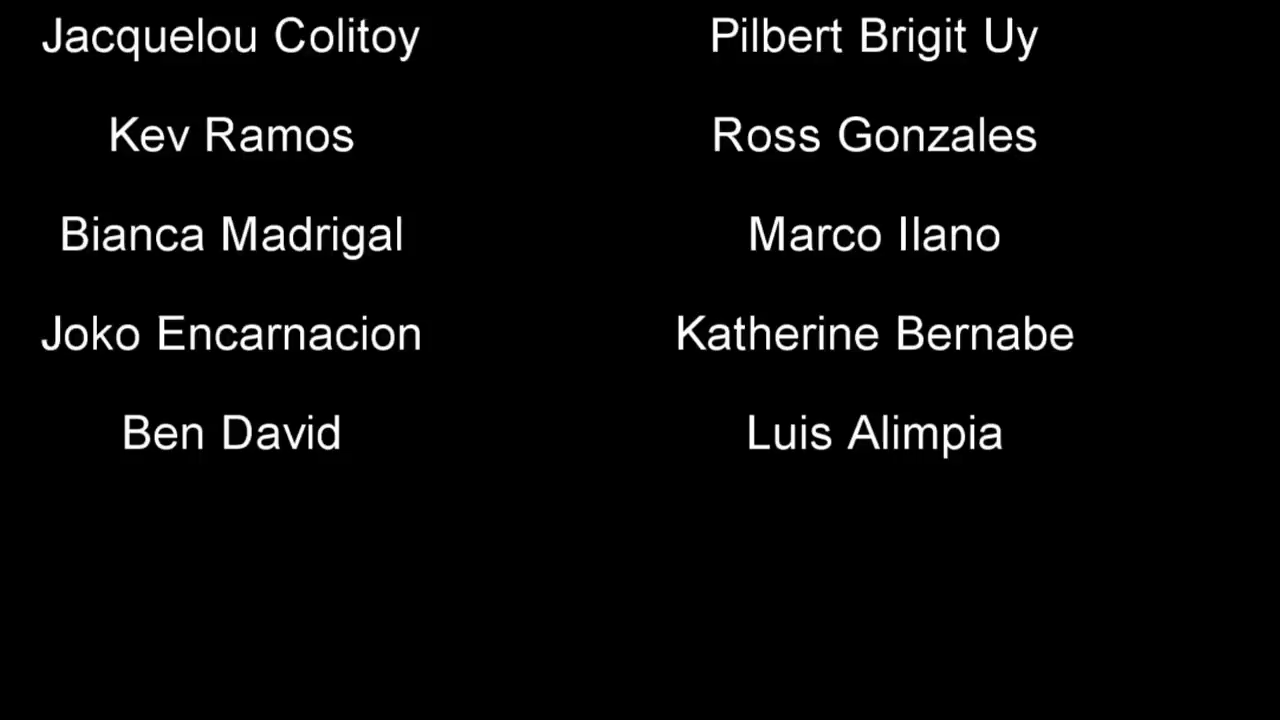 Jacquelou Colitoy Pilbert Brigit Uy
Kev Ramos Ross Gonzales
Bianca Madrigal Marco Ilano
Joko Encarnacion Katherine Bernabe
Ben David Luis Alimpia